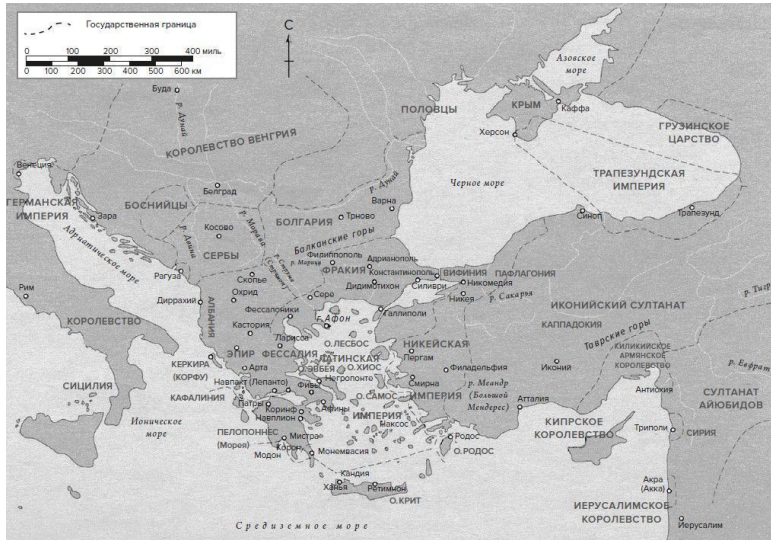 Государственная граница
0 100 200 300 400 миль
0 100 200 300 400 500 600 км
С
Азовское
море
Буда
р. Дунай
ПОЛОВЦЫ
КРЫМ
Каффа
Херсон
ГРУЗИНСКОЕ
ЦАРСТВО
КОРОЛЕВСТВО ВЕНГРИЯ
Венеция
ТРАПЕЗУНДСКАЯ
ИМПЕРИЯ
Черное море
Белград
р. Дунай
ГЕРМАНСКАЯ
ИМПЕРИЯ
БОСНИЙЦЫ
Зара
Варна
Синоп
Трапезунд
БОЛГАРИЯ
Трново
р. Морава
Косово
Адриатическое море
СЕРБЫ
Балканские горы
Филиппополь
р. Марица
Адрианополь
ФРАКИЯ
Константинополь
ВИФИНИЯ
ПАФЛАГОНИЯ
Рагуза
Скопье
Дидимотихон
Силиври
Никомедия
Рим
Диррахий
Охрид
Сере
Никея
р. Сакарья
ИКОНИЙСКИЙ СУЛТАНАТ
р. Тигр
АЛБАНИЯ
Фессалоники
г. Афон
Галлиполи
КАППАДОКИЯ
КОРОЛЕВСТВО
Кастория
Ларисса
О. ЛЕСБОС
НИКЕЙСКАЯ
Таврские горы
ЭПИР
ФЕССАЛИЯ
ЛАТИНСКАЯ
Пергам
КИЛИКИЙСКОЕ
АРМЯНСКОЕ
КОРОЛЕВСТВО
КЕРКИРА
(КОРФУ)
Арта
О. ЭВБЕЯ
О. ХИОС
Филадельфия
Иконий
р. Евфрат
СИЦИЛИЯ
Навпакт (Лепанто)
Негропонте
Смирна
р. Меандр
(Большой
Мендерес)
Антиохия
КАФАЛИНИЯ
Фивы
О. САМОС
ИМПЕРИЯ
Атталия
СУЛТАНАТ
АЙЮБИДОВ
Патры
Коринф
Афины
ИМПЕРИЯ
КИПРСКОЕ
КОРОЛЕВСТВО
Ионическое
море
Навплион
Наксос
Триполи
СИРИЯ
ПЕЛОПОННЕС
(Морея)
Мистра
Родос
Корон
Модон
Монемвасия
О. РОДОС
Кандия
Акра
(Акка)
Ханья
Ретимнон
О. КРИТ
ИЕРУСАЛИМСКОЕ
КОРОЛЕВСТВО
Средиземное море
Иерусалим